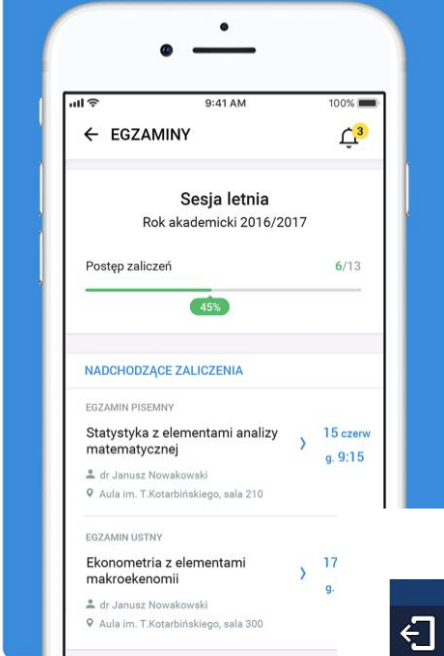 9:41 AM
100%
EGZAMINY
3
Sesja letnia
Rok akademicki 2016/2017
Postęp zaliczeń
6/13
45%
NADCHODZĄCE ZALICZENIA
EGZAMIN PISEMNY
Statystyka z elementami analizy
matematycznej
15 czerw
g. 9:15
dr Janusz Nowakowski
Aula im. T.Kotarbińskiego, sala 210
EGZAMIN USTNY
Ekonometria z elementami
makroekenomii
17
g.
dr Janusz Nowakowski
Aula im. T.Kotarbińskiego, sala 300